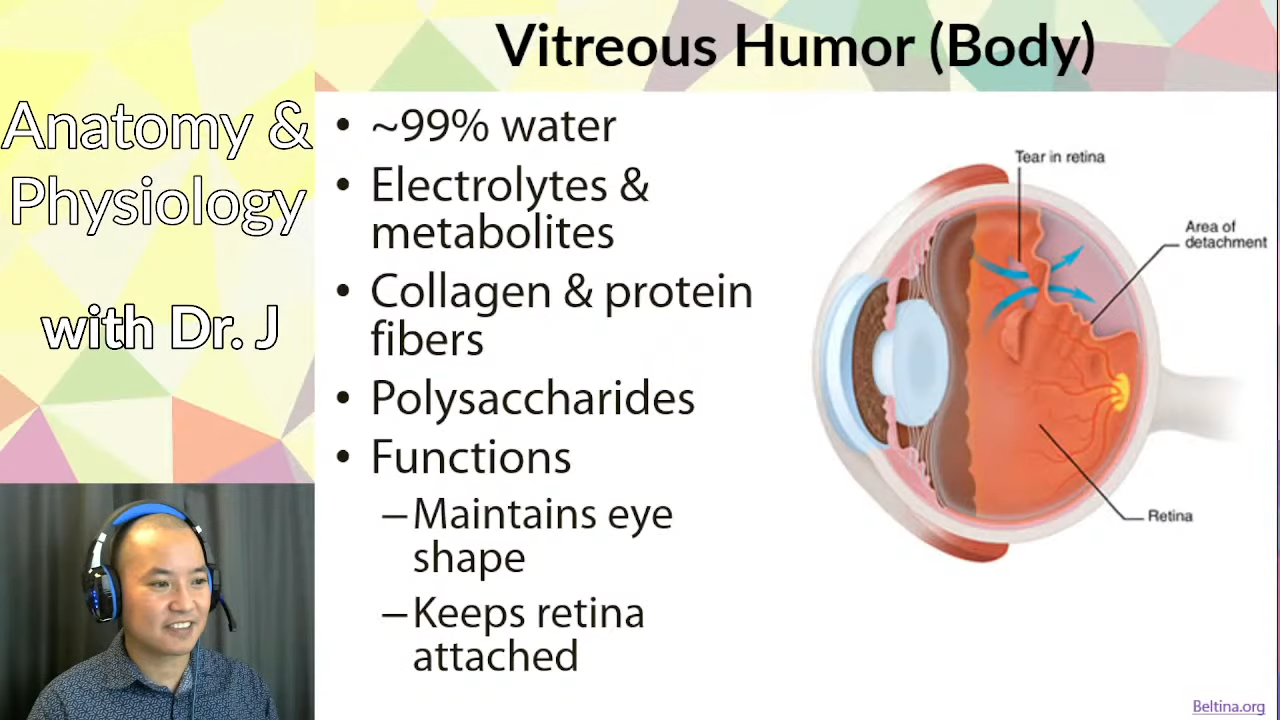 Vitreous Humor (Body)
Anatomy &
Physiology
with Dr. J
• ~99% water
• Electrolytes &
metabolites
• Collagen & protein
fibers
• Polysaccharides
• Functions
–Maintains eye
shape
–Keeps retina
attached
Tear in retina
Area of
detachment
Retina
Beltina.org